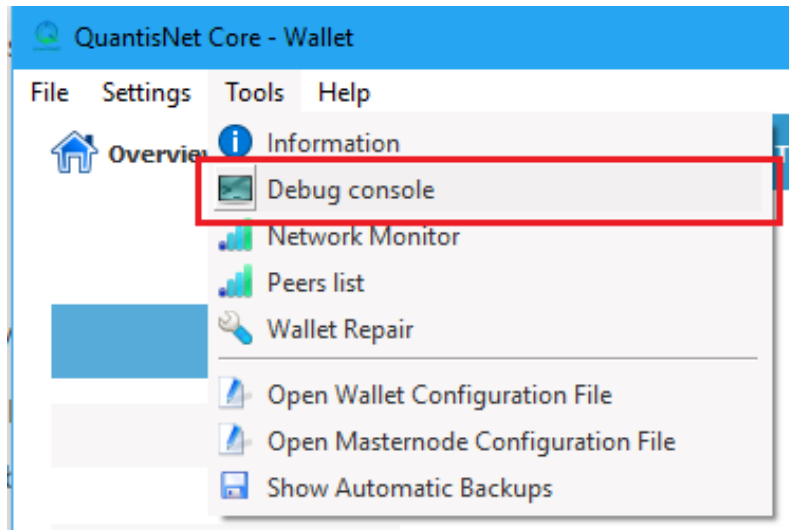 QuantisNet Core - Wallet
File Settings Tools Help
Overview
Information
Debug console
Network Monitor
Peers list
Wallet Repair
Open Wallet Configuration File
Open Masternode Configuration File
Show Automatic Backups